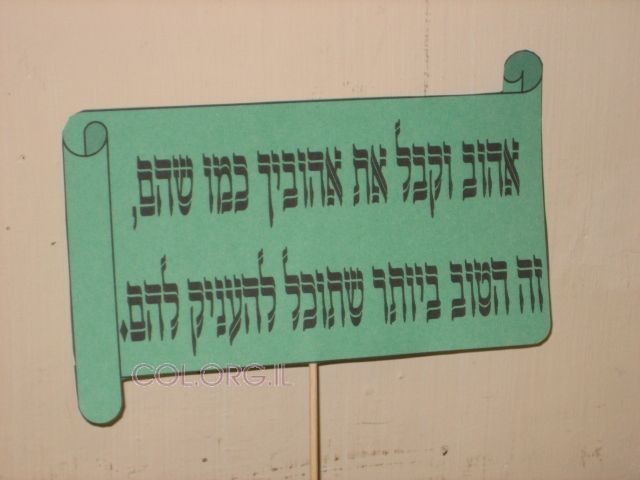 אהוב וקבל את אהוביך כמו שהם,
זה הטוב ביותר שתוכל להעניק להם.
COL.ORG.IL